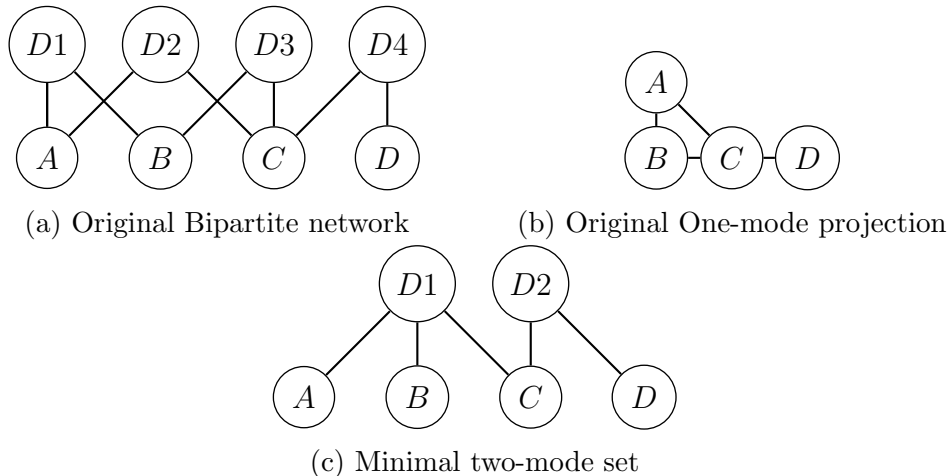 D1 D2 D3 D4
A B C D
(a) Original Bipartite network
A
B C D
(b) Original One-mode projection
D1 D2
A B C D
(c) Minimal two-mode set